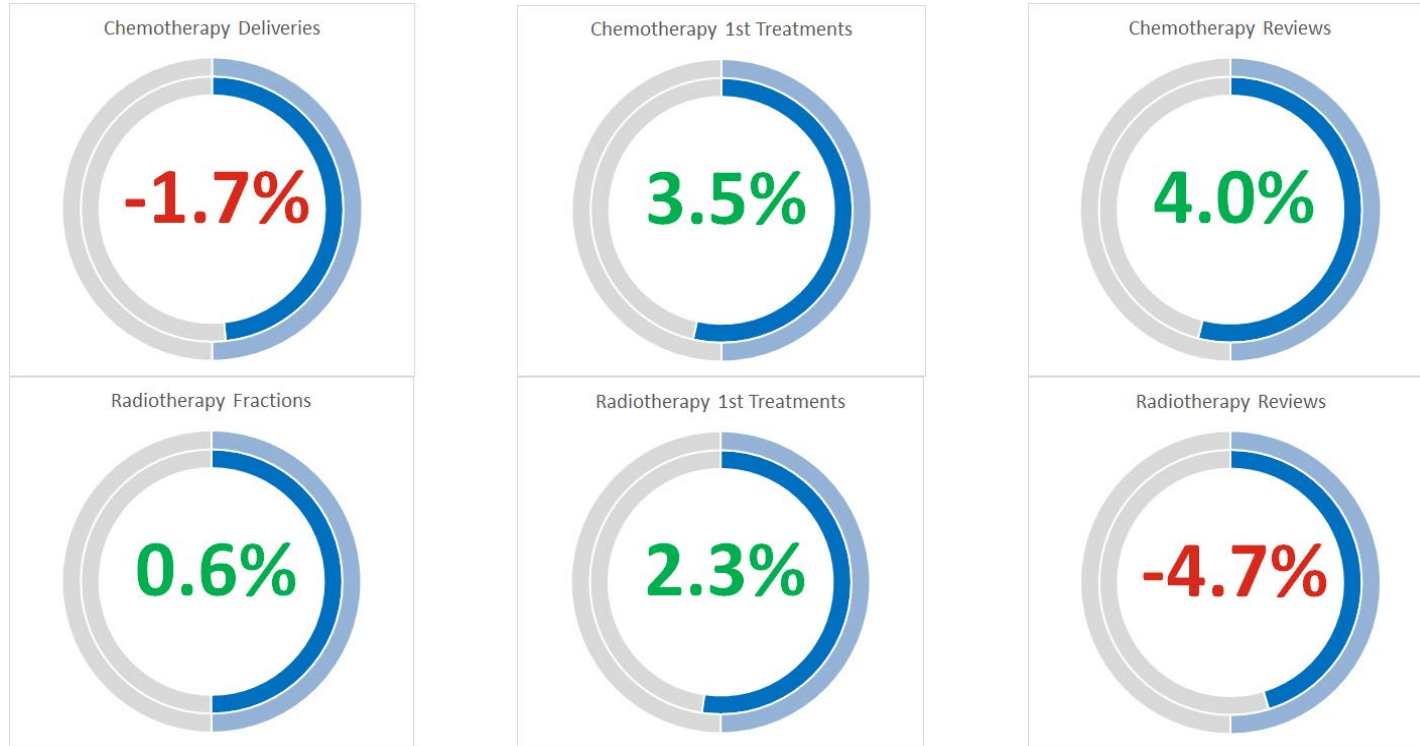 Chemotherapy Deliveries
-1.7%
Chemotherapy 1st Treatments
3.5%
Chemotherapy Reviews
4.0%
Radiotherapy Fractions
0.6%
Radiotherapy 1st Treatments
2.3%
Radiotherapy Reviews
-4.7%